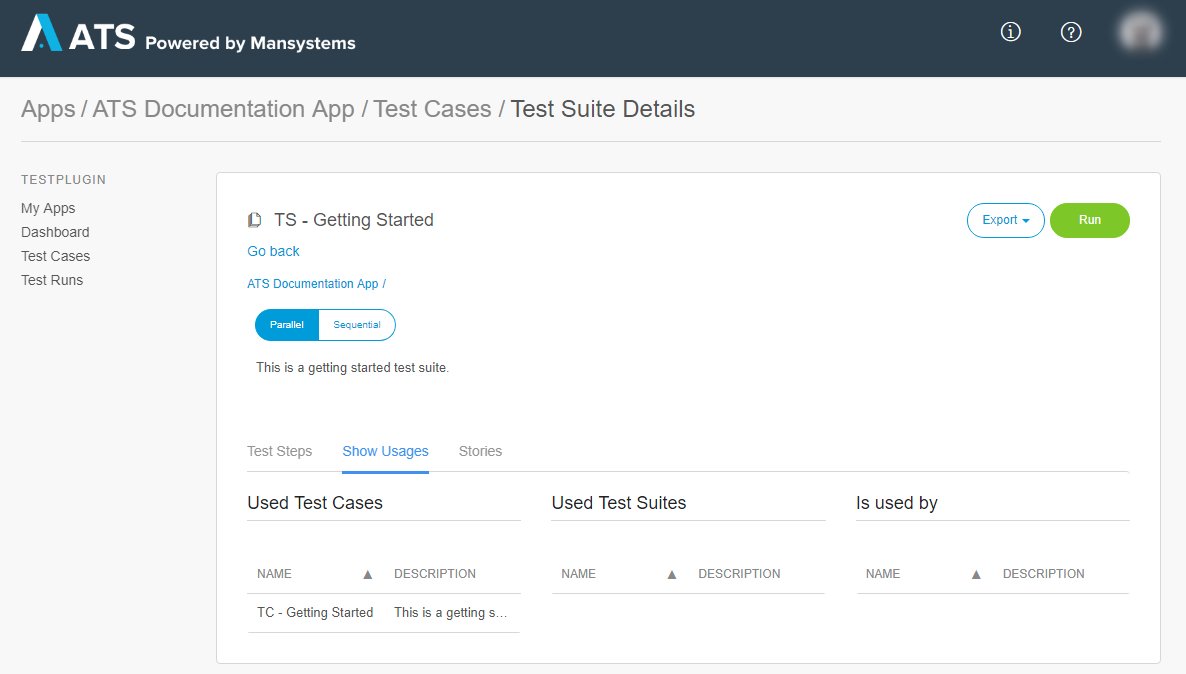 ATS Powered by Mansystems
Apps / ATS Documentation App / Test Cases / Test Suite Details
TESTPLUGIN
My Apps
Dashboard
Test Cases
Test Runs
TS - Getting Started
Export
Run
Go back
ATS Documentation App /
Parallel Sequential
This is a getting started test suite.
Test Steps Show Usages Stories
Used Test Cases Used Test Suites Is used by
NAME ▲ DESCRIPTION NAME ▲ DESCRIPTION NAME ▲ DESCRIPTION
TC - Getting Started This is a getting s...